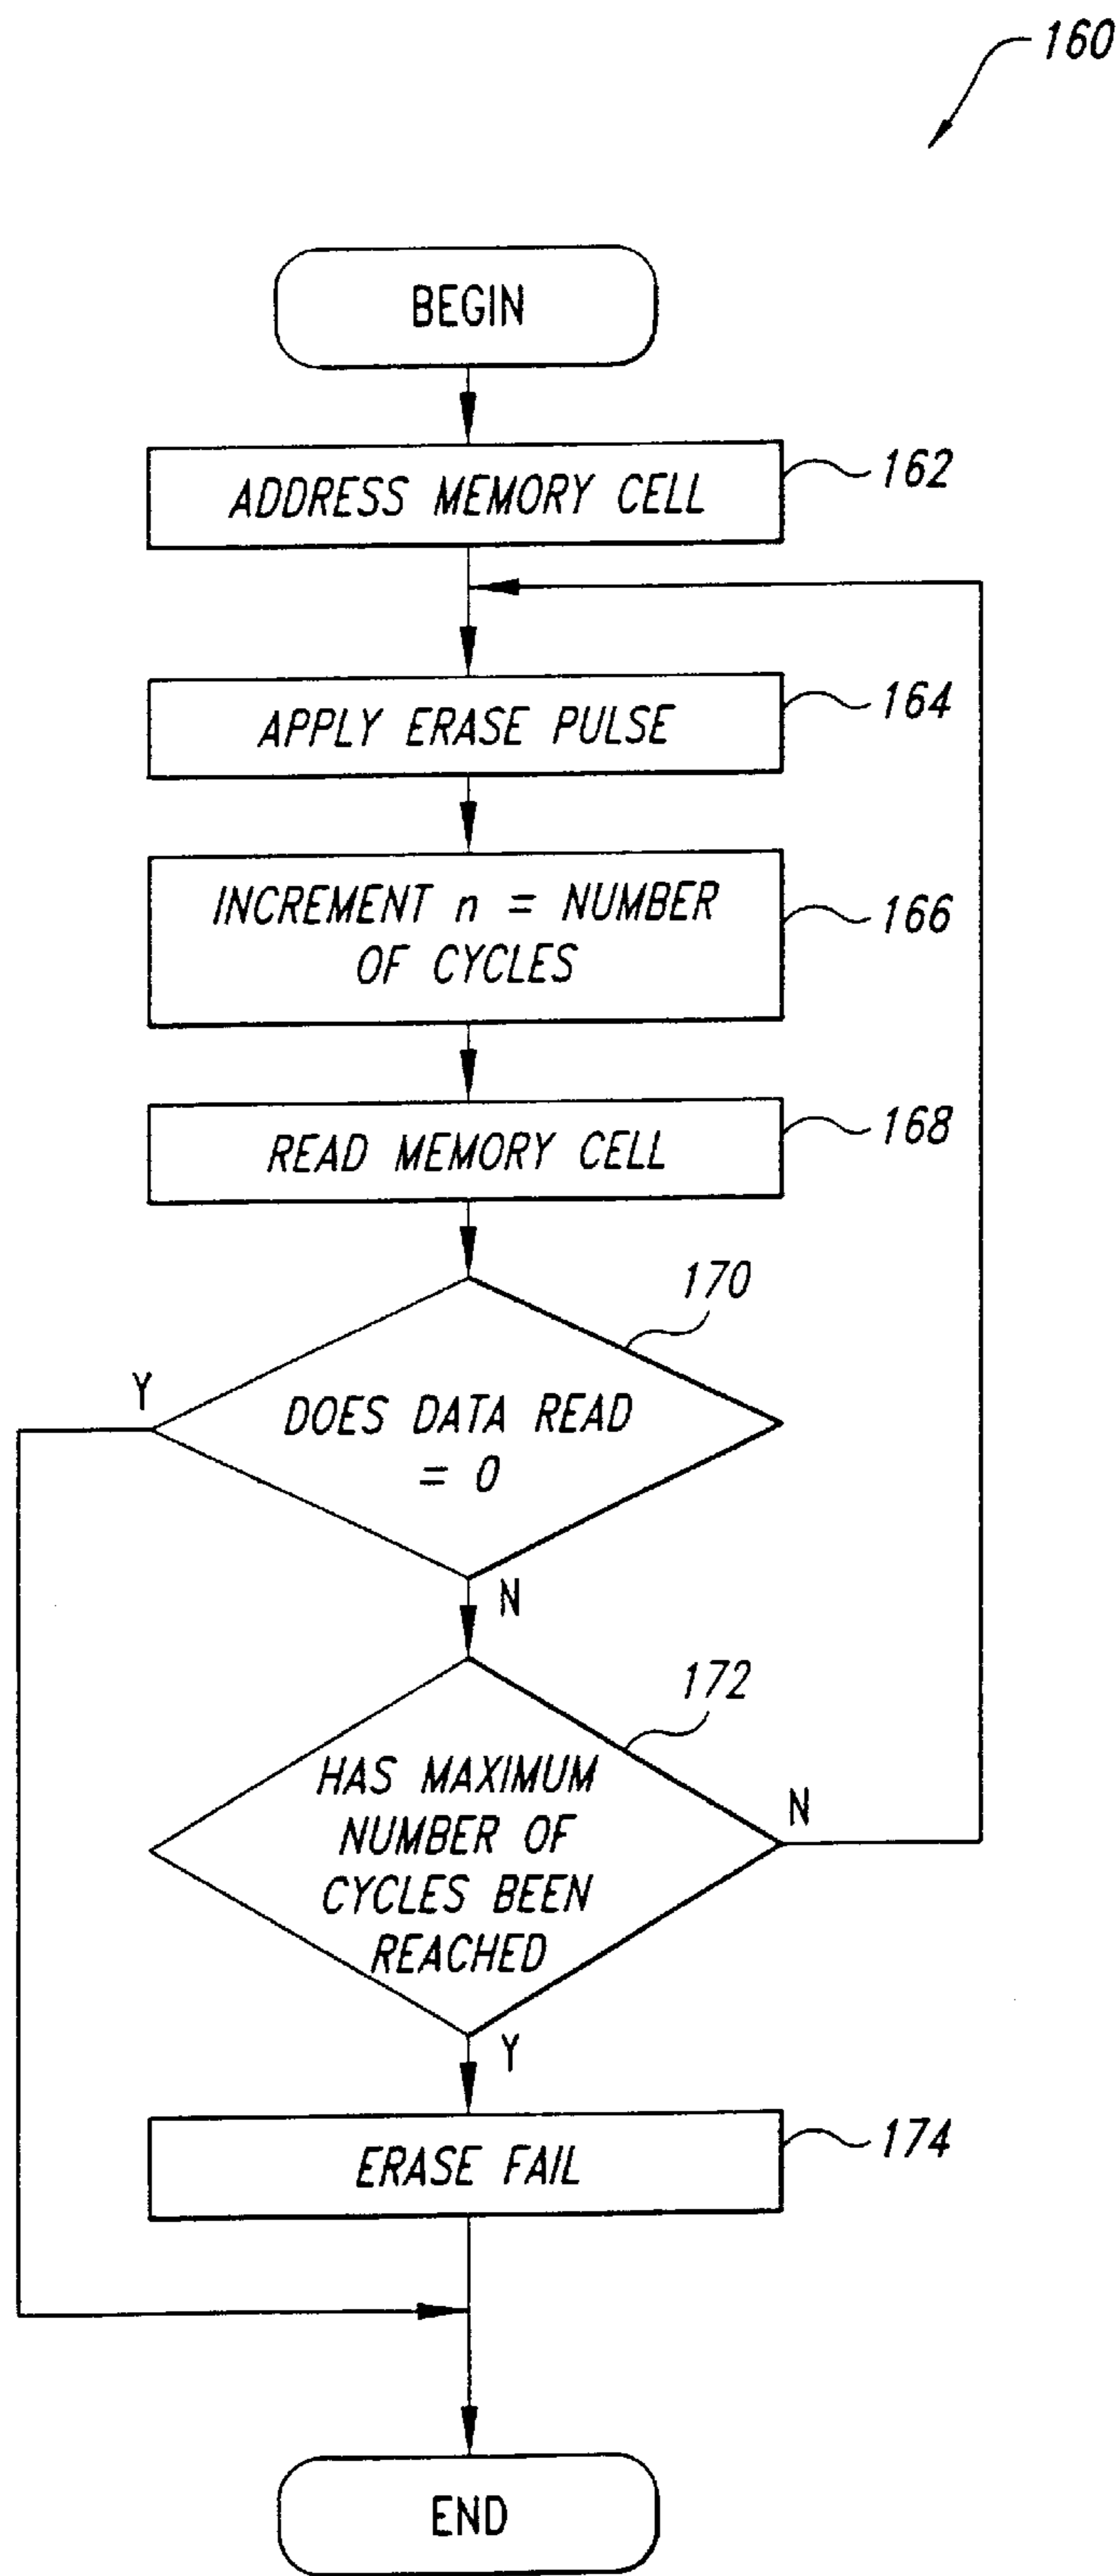 160
BEGIN
ADDRESS MEMORY CELL
162
APPLY ERASE PULSE
164
INCREMENT n = NUMBER
OF CYCLES
166
READ MEMORY CELL
168
170
Y
DOES DATA READ
= 0
N
172
HAS MAXIMUM
NUMBER OF
CYCLES BEEN
REACHED
N
Y
ERASE FAIL
174
END